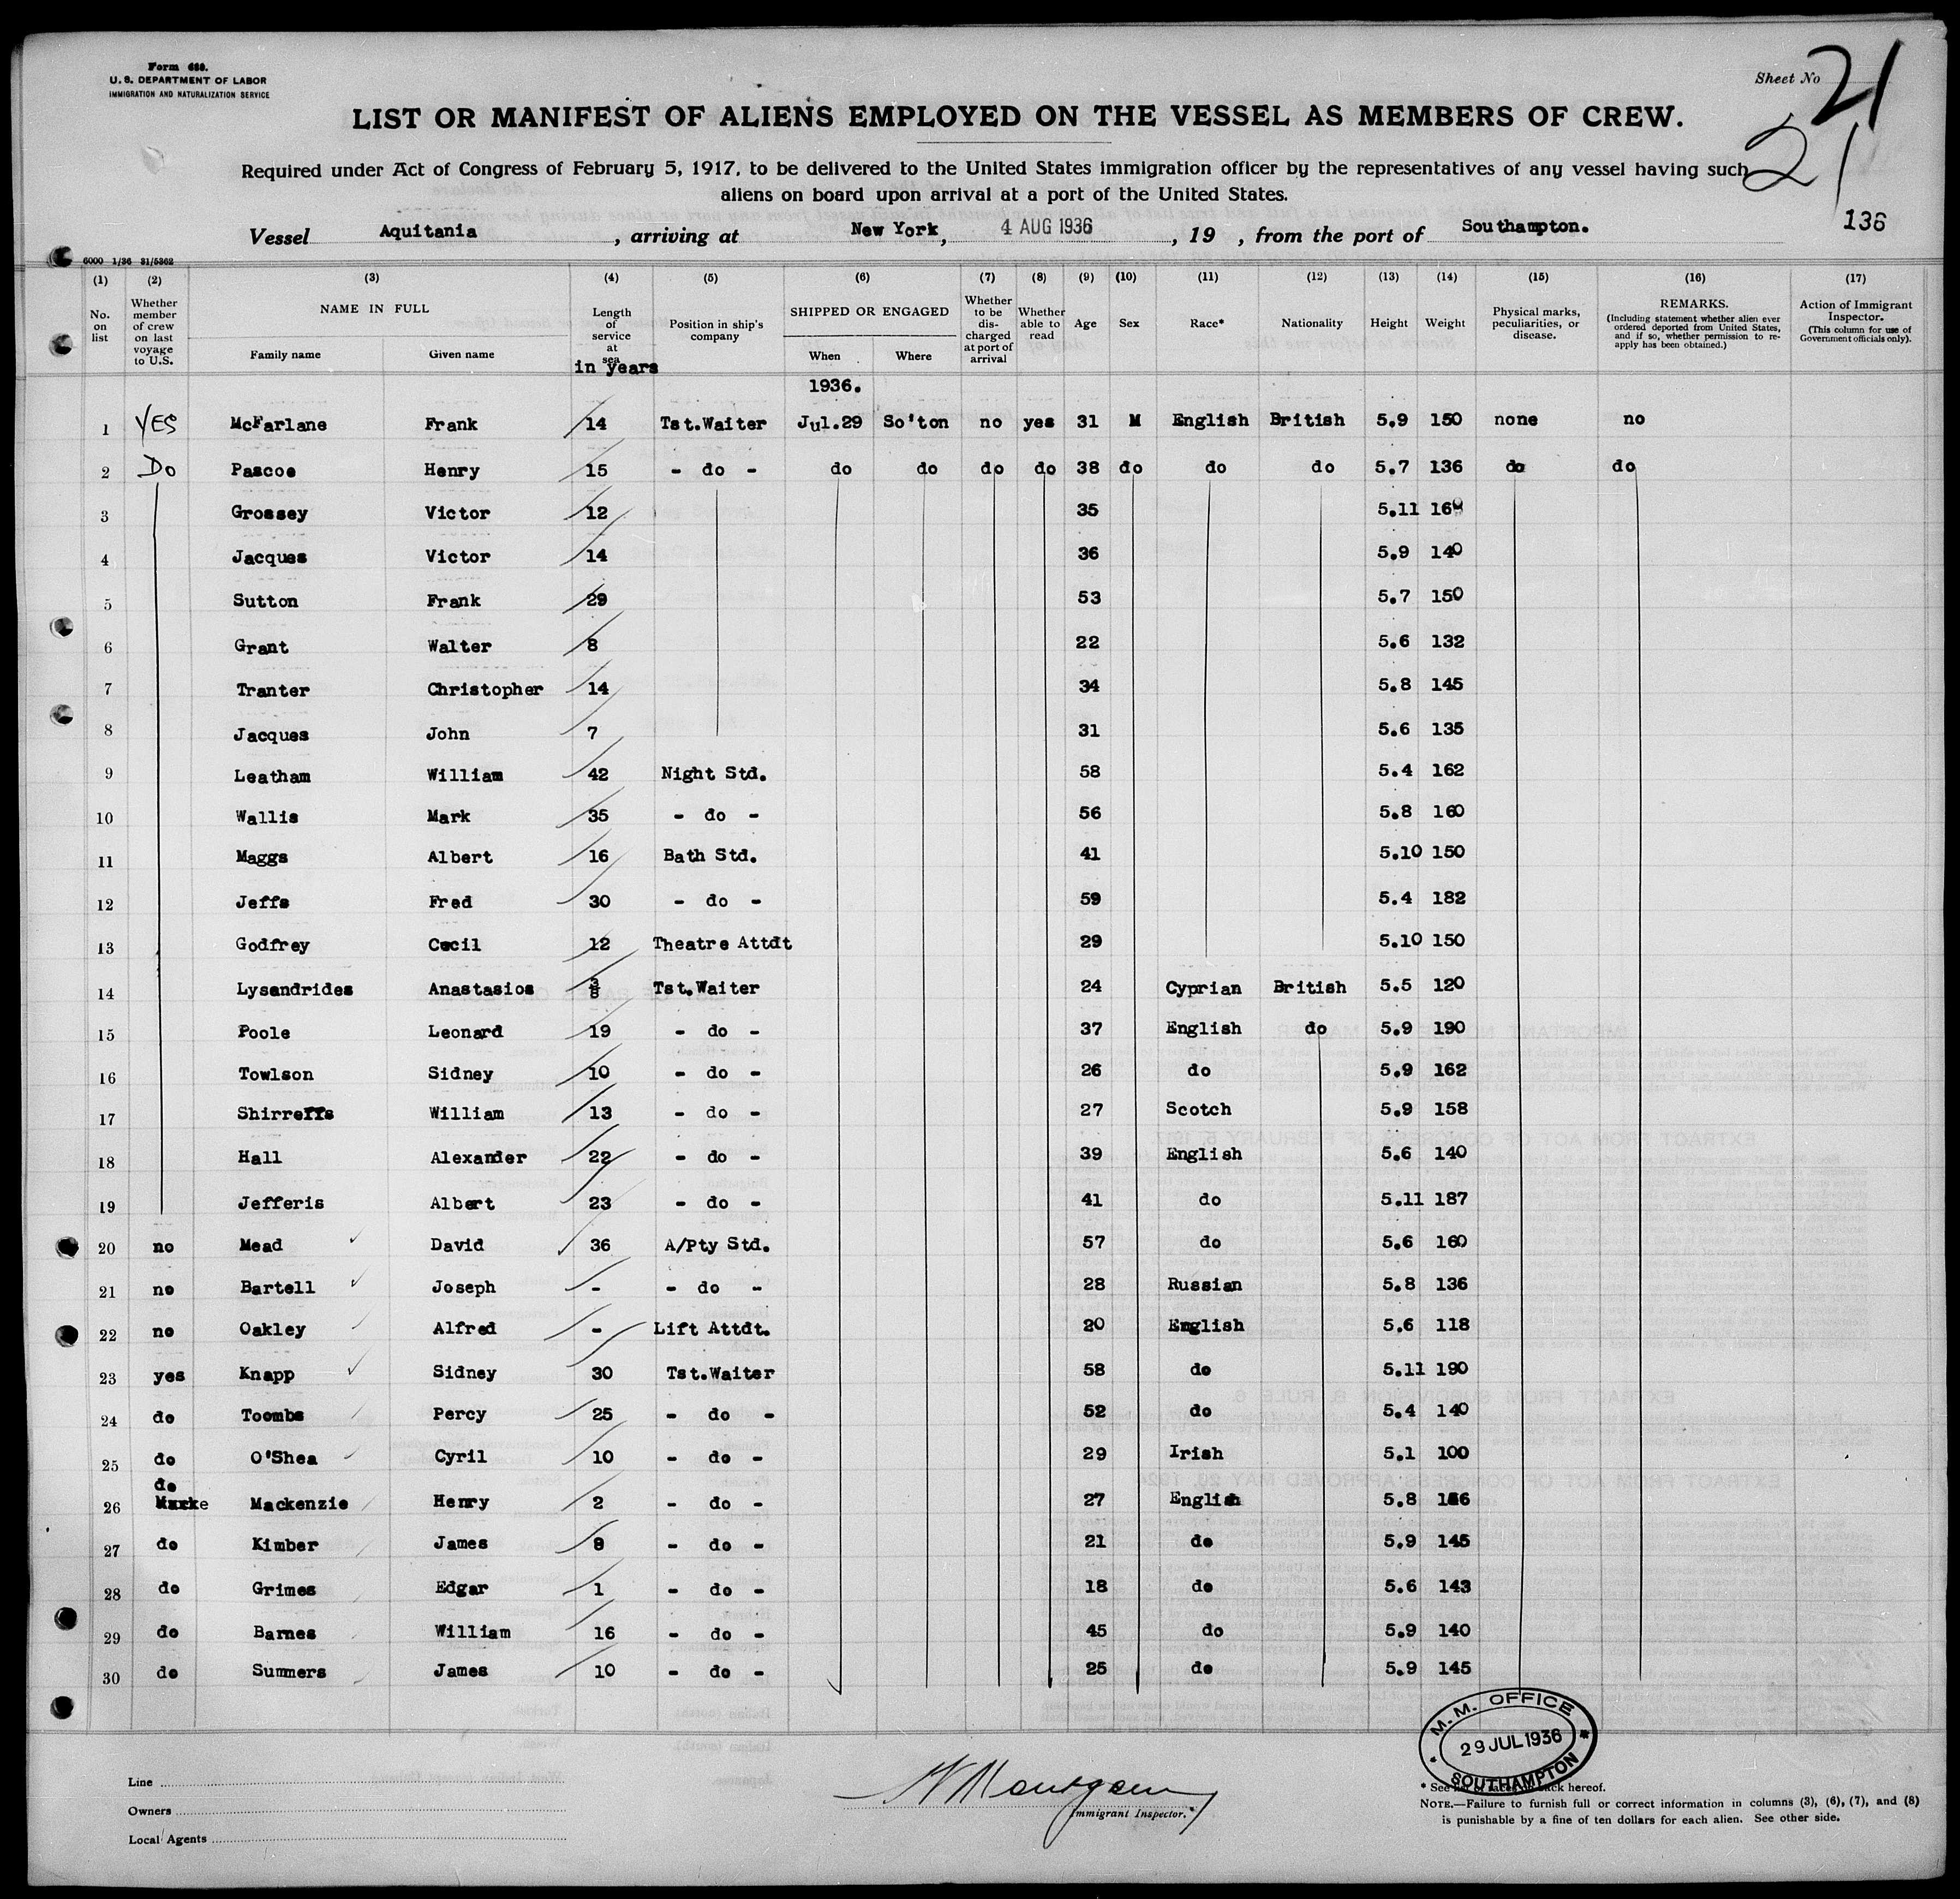 Form 689.
U. S. DEPARTMENT OF LABOR
IMMIGRATION AND NATURALIZATION SERVICE
Sheet No 21
21
LIST OR MANIFEST OF ALIENS EMPLOYED ON THE VESSEL AS MEMBERS OF CREW.
Required under Act of Congress of February 5, 1917, to be delivered to the United States immigration officer by the representatives of any vessel having such
aliens on board upon arrival at a port of the United States.
Vessel Aquitania, arriving at New York, 4 AUG 1936, 19 , from the port of Southampton. 136
6000 1/36 31/5362
(1) (2) (3) (4) (5) (6) (7) (8) (9) (10) (11) (12) (13) (14) (15) (16) (17)
No. on list
Whether member of crew on last voyage to U.S.
NAME IN FULL
Family name Given name
Length of service at sea in years
Position in ship's company
SHIPPED OR ENGAGED
When Where
Whether to be discharged at port of arrival
Whether able to read
Age Sex Race* Nationality Height Weight
Physical marks, peculiarities, or disease.
REMARKS.
(Including statement whether alien ever ordered deported from United States, and if so, whether permission to re-apply has been obtained.)
Action of Immigrant Inspector.
(This column for use of Government officials only).
1936.
1 YES McFarlane Frank 14 Tst.Waiter Jul.29 So'ton no yes 31 M English British 5.9 150 none no
2 Do Pascoe Henry 15 - do - do do do do 38 do do do 5.7 136 do do
3 Grossey Victor 12 35 5.11
4 Jacques Victor 14 36 5.9 140
5 Sutton Frank 29 53 5.7 150
6 Grant Walter 8 22 5.6 132
7 Tranter Christopher 14 34 5.8 145
8 Jacques John 7 31 5.6 135
9 Leatham William 42 Night Std. 58 5.4 162
10 Wallis Mark 35 - do - 56 5.8 160
11 Maggs Albert 16 Bath Std. 41 5.10 150
12 Jeffs Fred 30 - do - 59 5.4 182
13 Godfrey Cecil 12 Theatre Attdt 29 5.10 150
14 Lysandrides Anastasios 3/8 Tst.Waiter 24 Cyprian British 5.5 120
15 Poole Leonard 19 - do - 37 English do 5.9 190
16 Towlson Sidney 10 - do - 26 do 5.9 162
17 Shirreffs William 13 - do - 27 Scotch 5.9 158
18 Hall Alexander 22 - do - 39 English 5.6 140
19 Jefferis Albert 23 - do - 41 do 5.11 187
20 no Mead David 36 A/Pty Std. 57 do 5.6 160
21 no Bartell Joseph - - do - 28 Russian 5.8 136
22 no Oakley Alfred - Lift Attdt. 20 English 5.6 118
23 yes Knapp Sidney 30 Tst.Waiter 58 do 5.11 190
24 do Toombs Percy 25 - do - 52 do 5.4 140
25 do O'Shea Cyril 10 - do - 29 Irish 5.1 100
26 do Mackenzie Henry 2 - do - 27 English 5.8
27 do Kimber James - do - 21 do 5.9 145
28 do Grimes Edgar 1 - do - 18 do 5.6 143
29 do Barnes William 16 - do - 45 do 5.9 140
30 do Summers James 10 - do - 25 do 5.9 145
M. M. OFFICE
29 JUL 1936
SOUTHAMPTON
Line
Owners
Local Agents
Immigrant Inspector.
* See list of races on back hereof.
NOTE.—Failure to furnish full or correct information in columns (3), (6), (7), and (8)
is punishable by a fine of ten dollars for each alien. See other side.